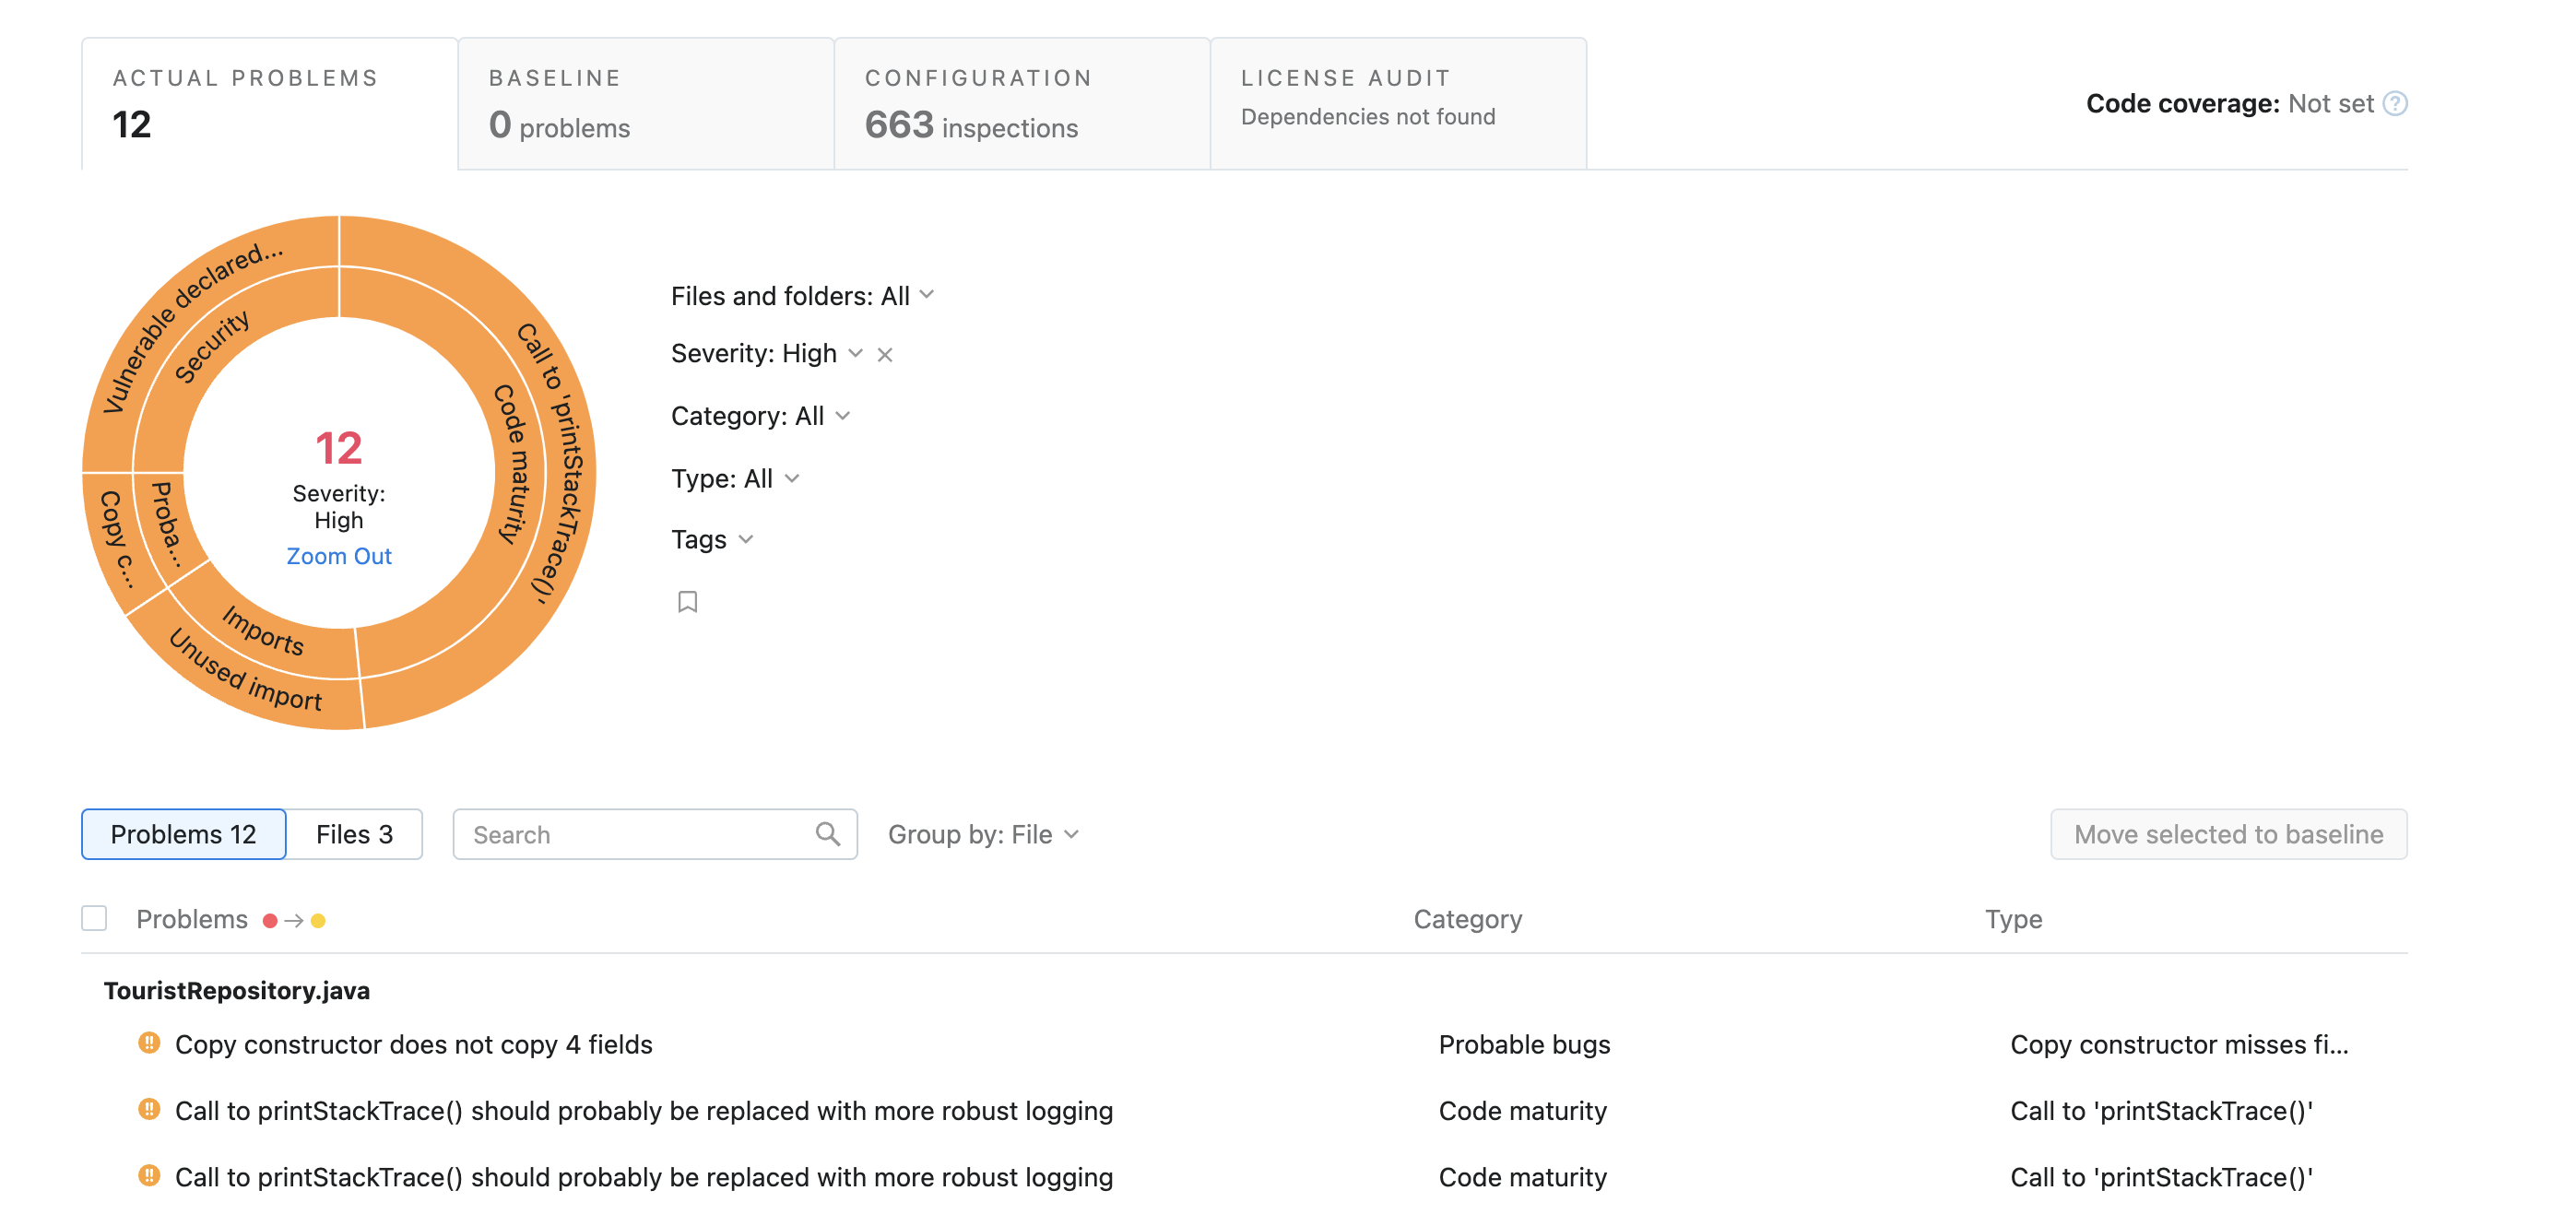 ACTUAL PROBLEMS
12
BASELINE
0 problems
CONFIGURATION
663 inspections
LICENSE AUDIT
Dependencies not found
Code coverage: Not set ?
Vulnerable declared...
Security
Call to 'printStackTrace()'
Code maturity
Copy c...
Proba...
Imports
Unused import
12
Severity:
High
Zoom Out
Files and folders: All
Severity: High
Category: All
Type: All
Tags
Problems 12
Files 3
Search
Group by: File
Move selected to baseline
Problems
Category
Type
TouristRepository.java
Copy constructor does not copy 4 fields
Probable bugs
Copy constructor misses fi...
Call to printStackTrace() should probably be replaced with more robust logging
Code maturity
Call to 'printStackTrace()'
Call to printStackTrace() should probably be replaced with more robust logging
Code maturity
Call to 'printStackTrace()'